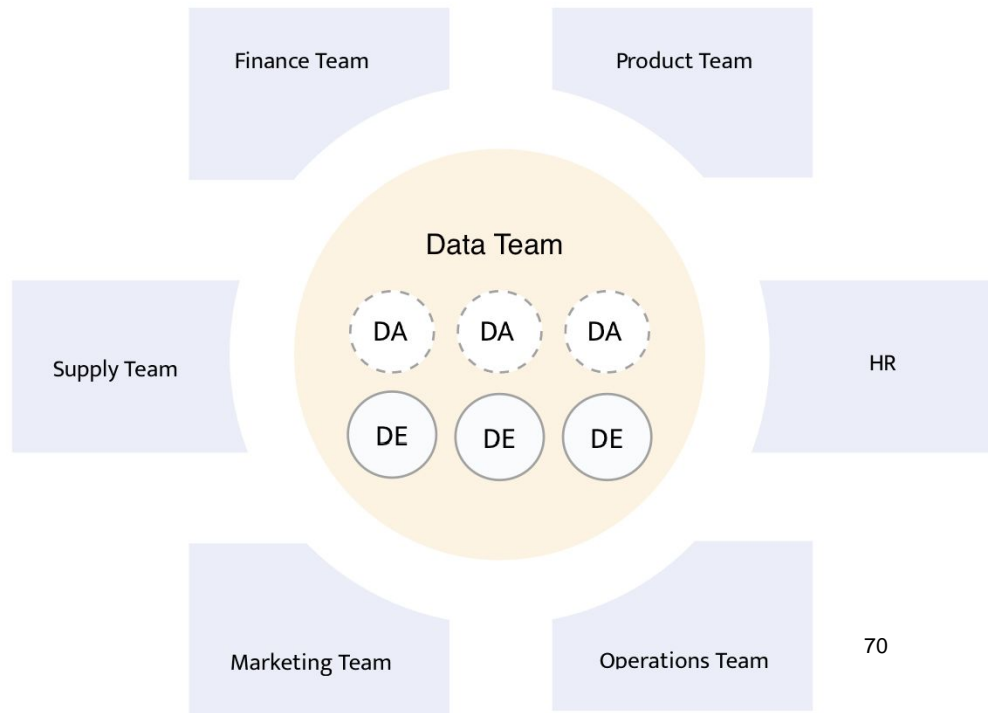 Finance Team
Product Team
Data Team
DA DA DA
Supply Team
HR
DE DE DE
Marketing Team
Operations Team
70